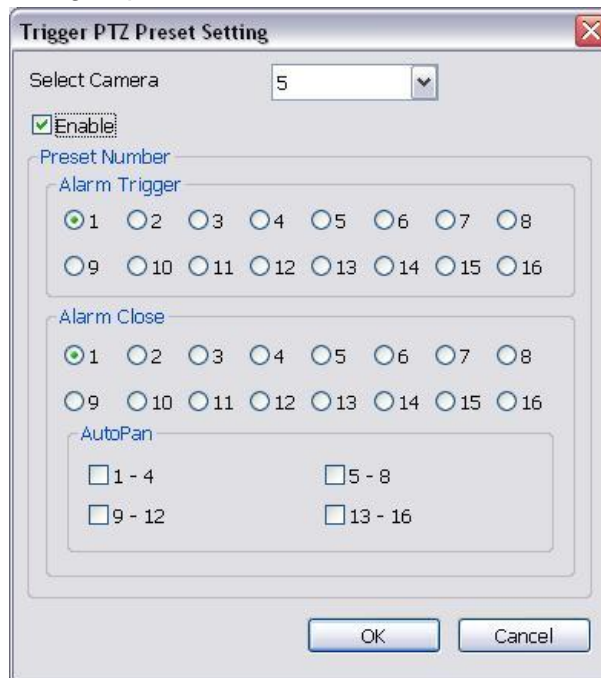 Trigger PTZ Preset Setting
Select Camera 5
Enable
Preset Number
Alarm Trigger
1 2 3 4 5 6 7 8
9 10 11 12 13 14 15 16
Alarm Close
1 2 3 4 5 6 7 8
9 10 11 12 13 14 15 16
AutoPan
1 - 4 5 - 8
9 - 12 13 - 16
OK Cancel